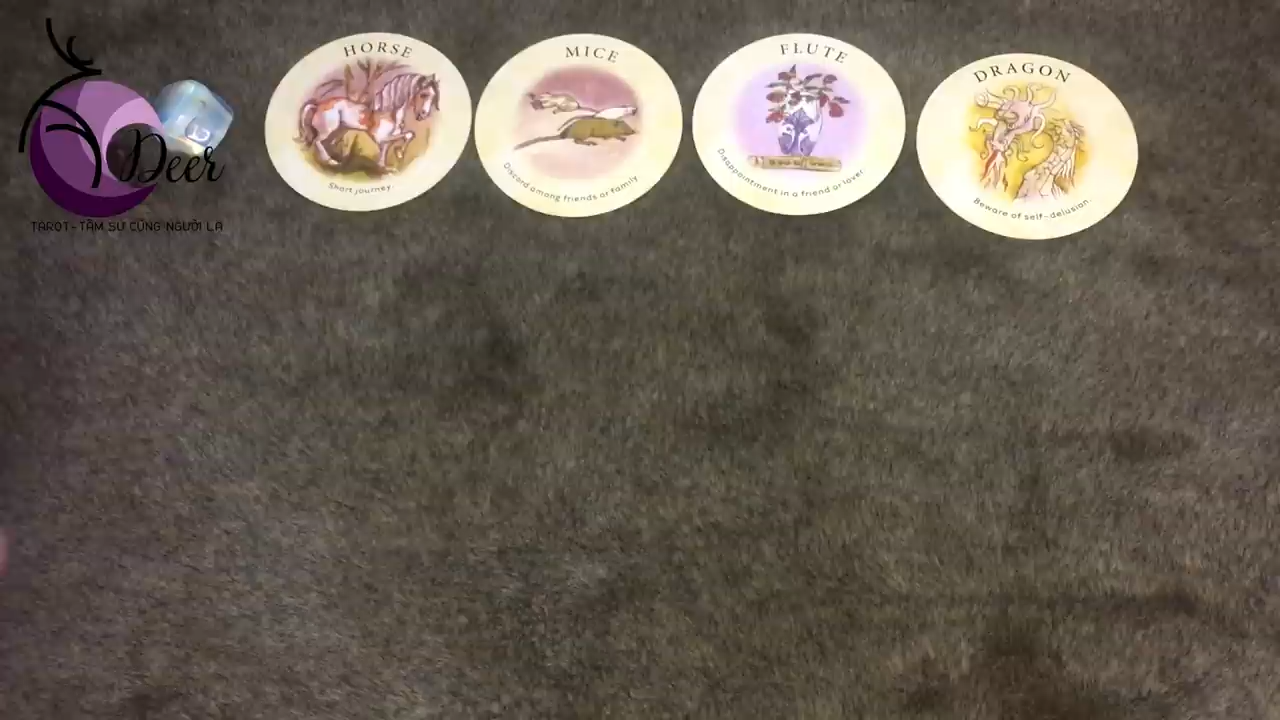 HORSE
Short journey.
MICE
Discord among friends or family.
FLUTE
Disappointment in a friend or lover.
DRAGON
Beware of self-delusion.
Deer
TAROT-TÂM SỰ CÙNG NGƯỜI LẠ